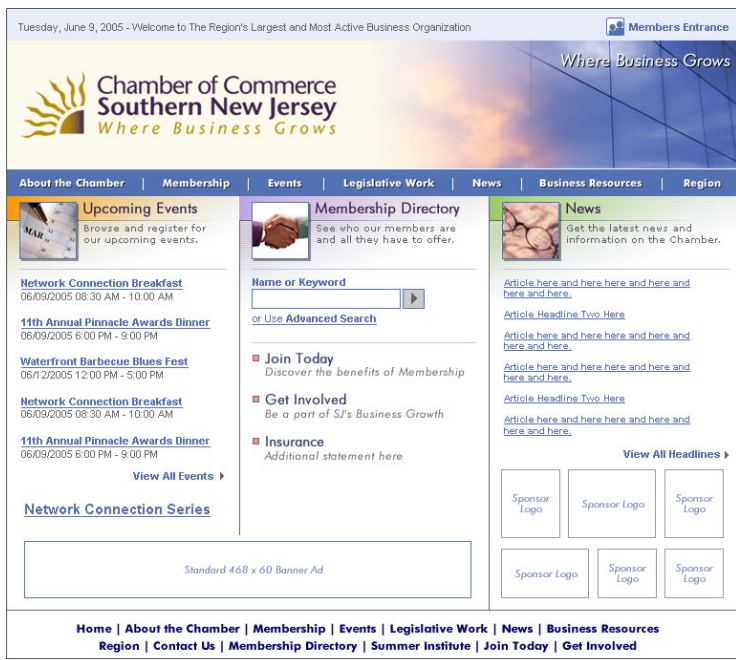 Tuesday, June 9, 2005 - Welcome to The Region's Largest and Most Active Business Organization
Members Entrance
Where Business Grows
Chamber of Commerce
Southern New Jersey
Where Business Grows
About the Chamber | Membership | Events | Legislative Work | News | Business Resources | Region
MAR
Upcoming Events
Browse and register for
our upcoming events.
Network Connection Breakfast
06/09/2005 08:30 AM - 10:00 AM
11th Annual Pinnacle Awards Dinner
06/09/2005 6:00 PM - 9:00 PM
Waterfront Barbecue Blues Fest
06/12/2005 12:00 PM - 5:00 PM
Network Connection Breakfast
06/09/2005 08:30 AM - 10:00 AM
11th Annual Pinnacle Awards Dinner
06/09/2005 6:00 PM - 9:00 PM
View All Events
Network Connection Series
Membership Directory
See who our members are
and all they have to offer.
Name or Keyword
or Use Advanced Search
Join Today
Discover the benefits of Membership
Get Involved
Be a part of SJ's Business Growth
Insurance
Additional statement here
News
Get the latest news and
information on the Chamber.
Article here and here here and here and
here and here.
Article Headline Two Here
Article here and here here and here and
here and here.
Article here and here here and here and
here and here.
Article Headline Two Here
Article here and here here and here and
here and here.
View All Headlines
Sponsor
Logo
Sponsor Logo
Sponsor
Logo
Sponsor Logo
Sponsor
Logo
Sponsor
Logo
Standard 468 x 60 Banner Ad
Home | About the Chamber | Membership | Events | Legislative Work | News | Business Resources
Region | Contact Us | Membership Directory | Summer Institute | Join Today | Get Involved